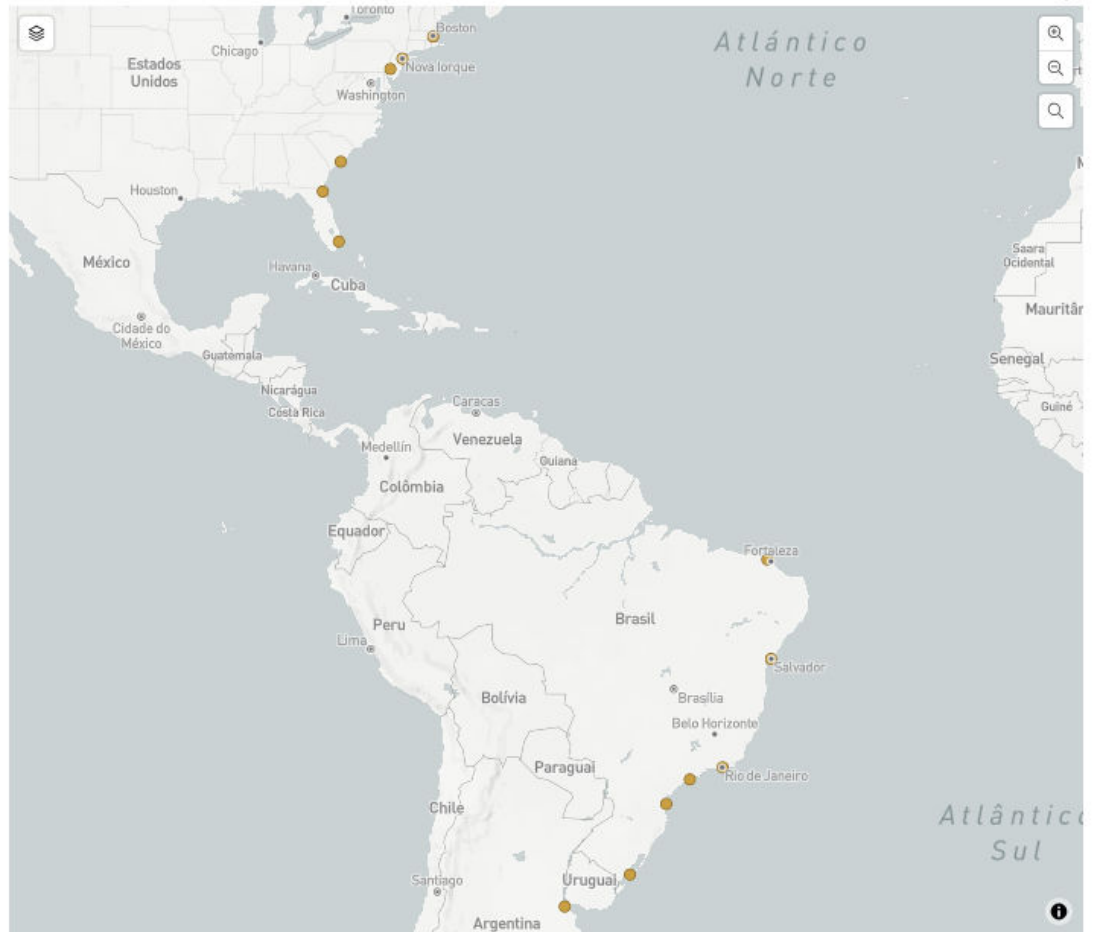 Toronto
Boston
Chicago
Atlántico
Norte
Estados
Unidos
Nova Iorque
Washington
Houston
México
Havana
Cuba
Saara
Ocidental
Cidade do
México
Mauritâr
Guatemala
Senegal
Nicarágua
Costa Rica
Caracas
Guiné
Venezuela
Medellín
Guiana
Colômbia
Equador
Fortaleza
Brasil
Peru
Lima
Salvador
Bolívia
Brasília
Belo Horizonte
Paraguai
Rio de Janeiro
Chile
Atlântico
Sul
Santiago
Uruguai
Argentina